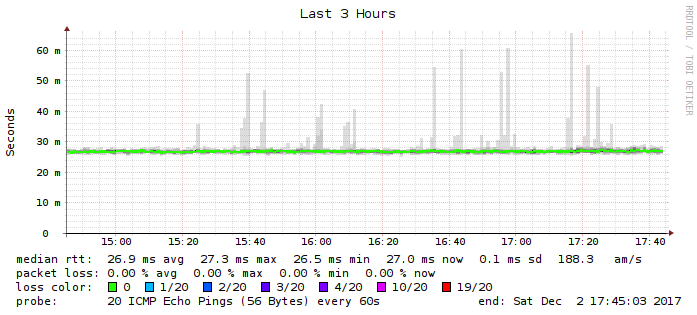 Last 3 Hours
RRDTOOL / TOBI OETIKER
Seconds
60 m
50 m
40 m
30 m
20 m
10 m
0
15:00 15:20 15:40 16:00 16:20 16:40 17:00 17:20 17:40
median rtt: 26.9 ms avg 27.3 ms max 26.5 ms min 27.0 ms now 0.1 ms sd 188.3 am/s
packet loss: 0.00 % avg 0.00 % max 0.00 % min 0.00 % now
loss color: 0 1/20 2/20 3/20 4/20 10/20 19/20
probe: 20 ICMP Echo Pings (56 Bytes) every 60s end: Sat Dec 2 17:45:03 2017